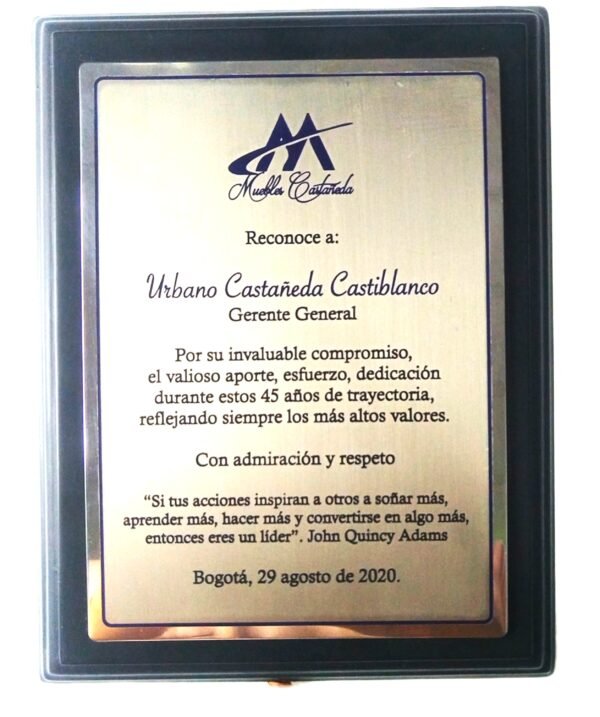 Muebles Castañeda
Reconoce a:
Urbano Castañeda Castiblanco
Gerente General
Por su invaluable compromiso,
el valioso aporte, esfuerzo, dedicación
durante estos 45 años de trayectoria,
reflejando siempre los más altos valores.
Con admiración y respeto
“Si tus acciones inspiran a otros a soñar más,
aprender más, hacer más y convertirse en algo más,
entonces eres un líder”. John Quincy Adams
Bogotá, 29 agosto de 2020.